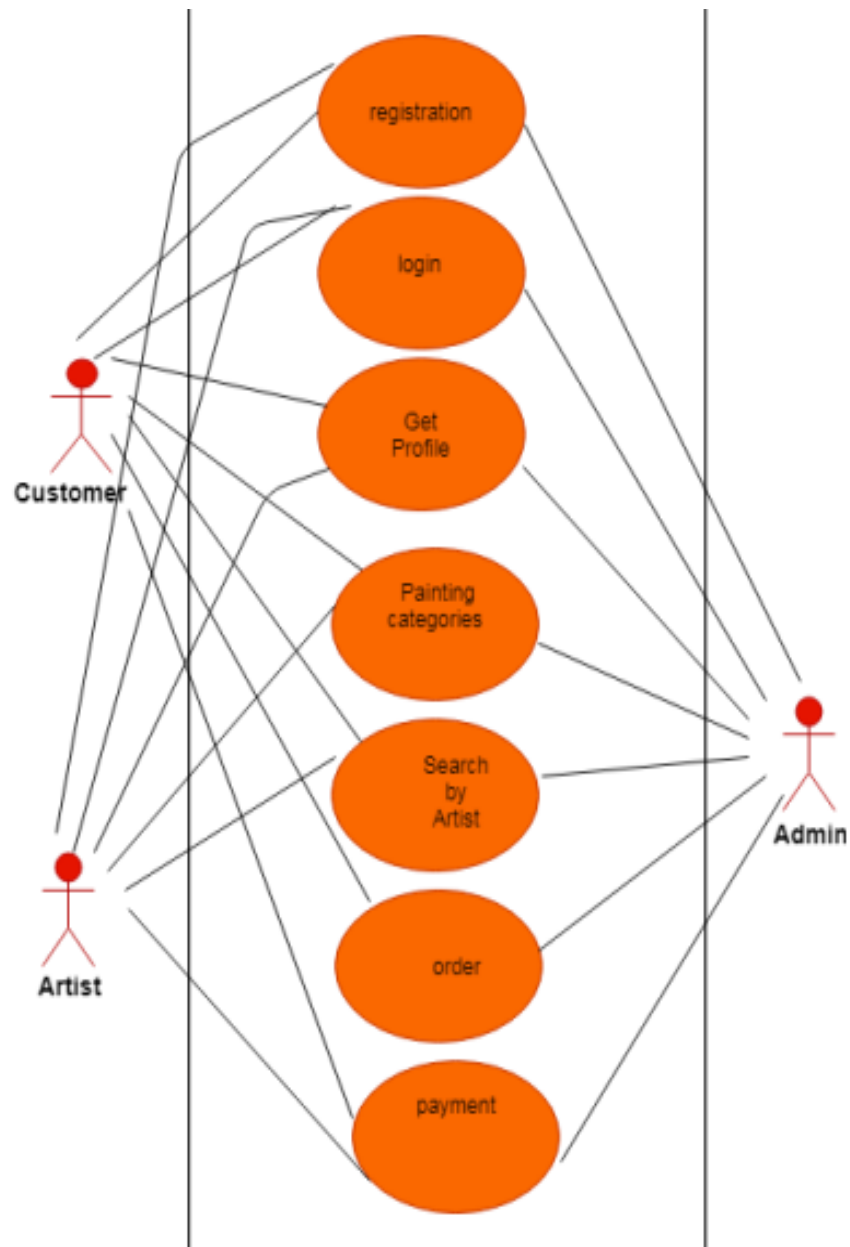 registration
login
Get
Profile
Customer
Painting
categories
Search
by
Artist
Admin
Artist
order
payment